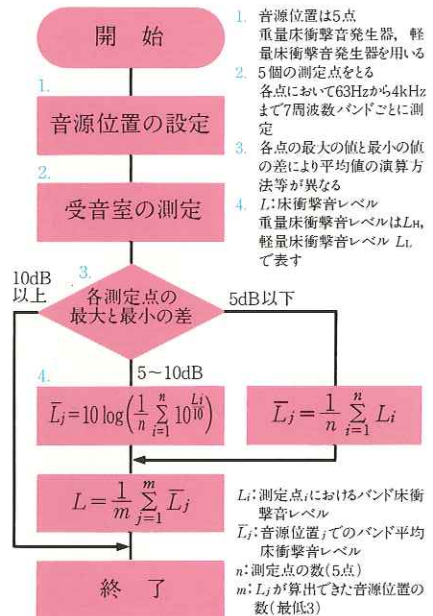 開 始
1. 音源位置は5点
重量床衝撃音発生器, 軽
量床衝撃音発生器を用いる
2. 5個の測定点をとる
各点において63Hzから4kHz
まで7周波数バンドごとに測
定
3. 各点の最大の値と最小の値
の差により平均値の演算方
法等が異なる
4. L:床衝撃音レベル
重量床衝撃音レベルはLH,
軽量床衝撃音レベル LL
で表す
1.
音源位置の設定
2.
受音室の測定
3.
各測定点の
最大と最小の差
10dB
以上
5dB以下
5~10dB
4.
L̄j=10 log(1/n Σ(i=1→n) 10^(Li/10))
L̄j= 1/n Σ(i=1→n) Li
L= 1/m Σ(j=1→m) L̄j
終 了
Li:測定点iにおけるバンド床衝
撃音レベル
L̄j:音源位置jでのバンド平均
床衝撃音レベル
n:測定点の数(5点)
m:Ljが算出できた音源位置の
数(最低3)